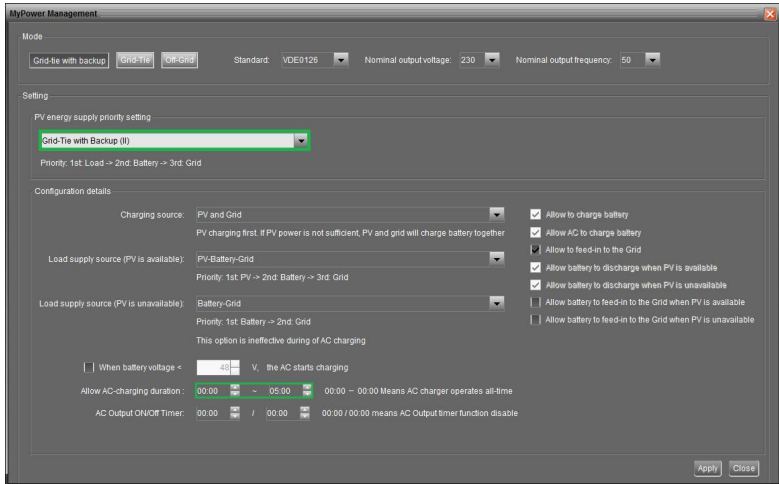 MyPower Management
Mode
Grid-tie with backup Grid-Tie Off-Grid Standard: VDE0126 Nominal output voltage: 230 Nominal output frequency: 50
Setting
PV energy supply priority setting
Grid-Tie with Backup (II)
Priority: 1st: Load -> 2nd: Battery -> 3rd: Grid
Configuration details
Charging source: PV and Grid
PV charging first. If PV power is not sufficient, PV and grid will charge battery together
Load supply source (PV is available): PV-Battery-Grid
Priority: 1st: PV -> 2nd: Battery -> 3rd: Grid
Load supply source (PV is unavailable): Battery-Grid
Priority: 1st: Battery -> 2nd: Grid
This option is ineffective during of AC charging
When battery voltage < 48 V, the AC starts charging
Allow AC-charging duration : 00:00 ~ 05:00 00:00 – 00:00 Means AC charger operates all-time
AC Output ON/Off Timer: 00:00 / 00:00 00:00 / 00:00 means AC Output timer function disable
Allow to charge battery
Allow AC to charge battery
Allow to feed-in to the Grid
Allow battery to discharge when PV is available
Allow battery to discharge when PV is unavailable
Allow battery to feed-in to the Grid when PV is available
Allow battery to feed-in to the Grid when PV is unavailable
Apply Close